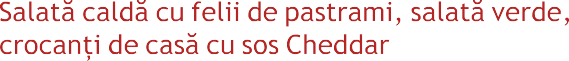 Salată caldă cu felii de pastrami, salată verde,
crocanți de casă cu sos Cheddar